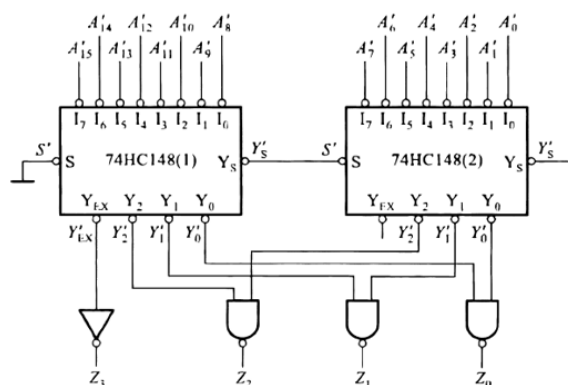 A′14 A′12 A′10 A′8 A′6 A′4 A′2 A′0
A′15 A′13 A′11 A′9 A′7 A′5 A′3 A′1
I7 I6 I5 I4 I3 I2 I1 I0 I7 I6 I5 I4 I3 I2 I1 I0
S′ S 74HC148(1) YS Y′S S′ S 74HC148(2) YS Y′S
YEX Y2 Y1 Y0 YEX Y2 Y1 Y0
Y′EX Y′2 Y′1 Y′0 Y′2 Y′1 Y′0
Z3 Z2 Z1 Z0